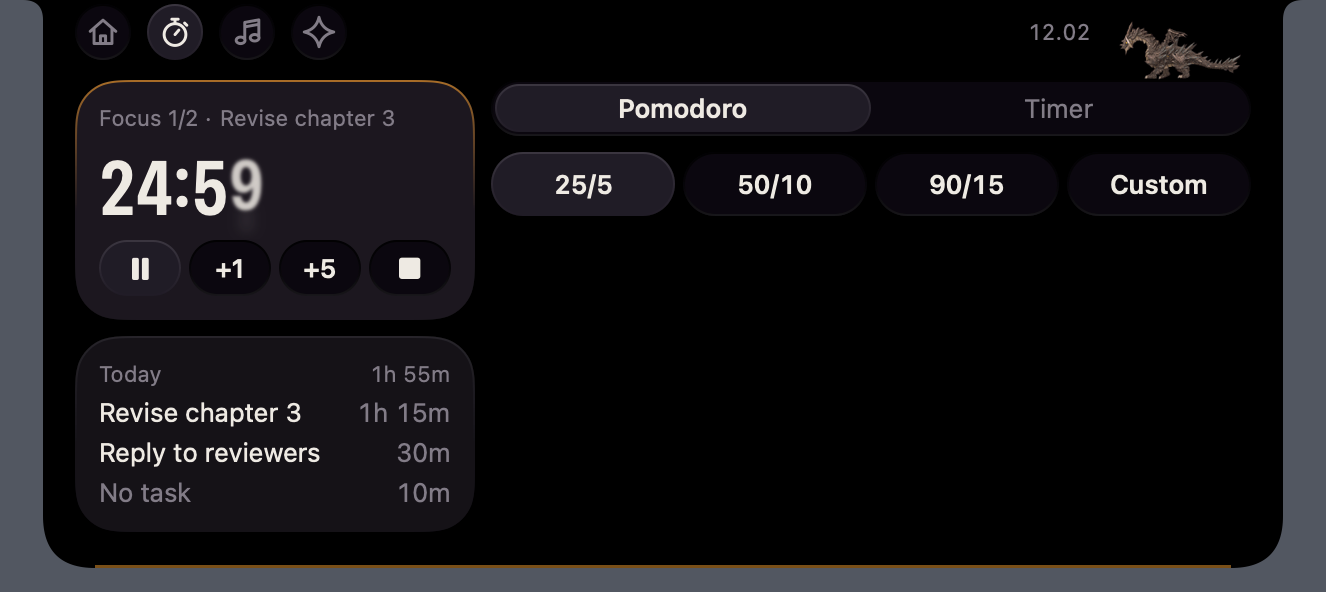 12.02
Focus 1/2 · Revise chapter 3
24:59
+1 +5
Today 1h 55m
Revise chapter 3 1h 15m
Reply to reviewers 30m
No task 10m
Pomodoro Timer
25/5 50/10 90/15 Custom